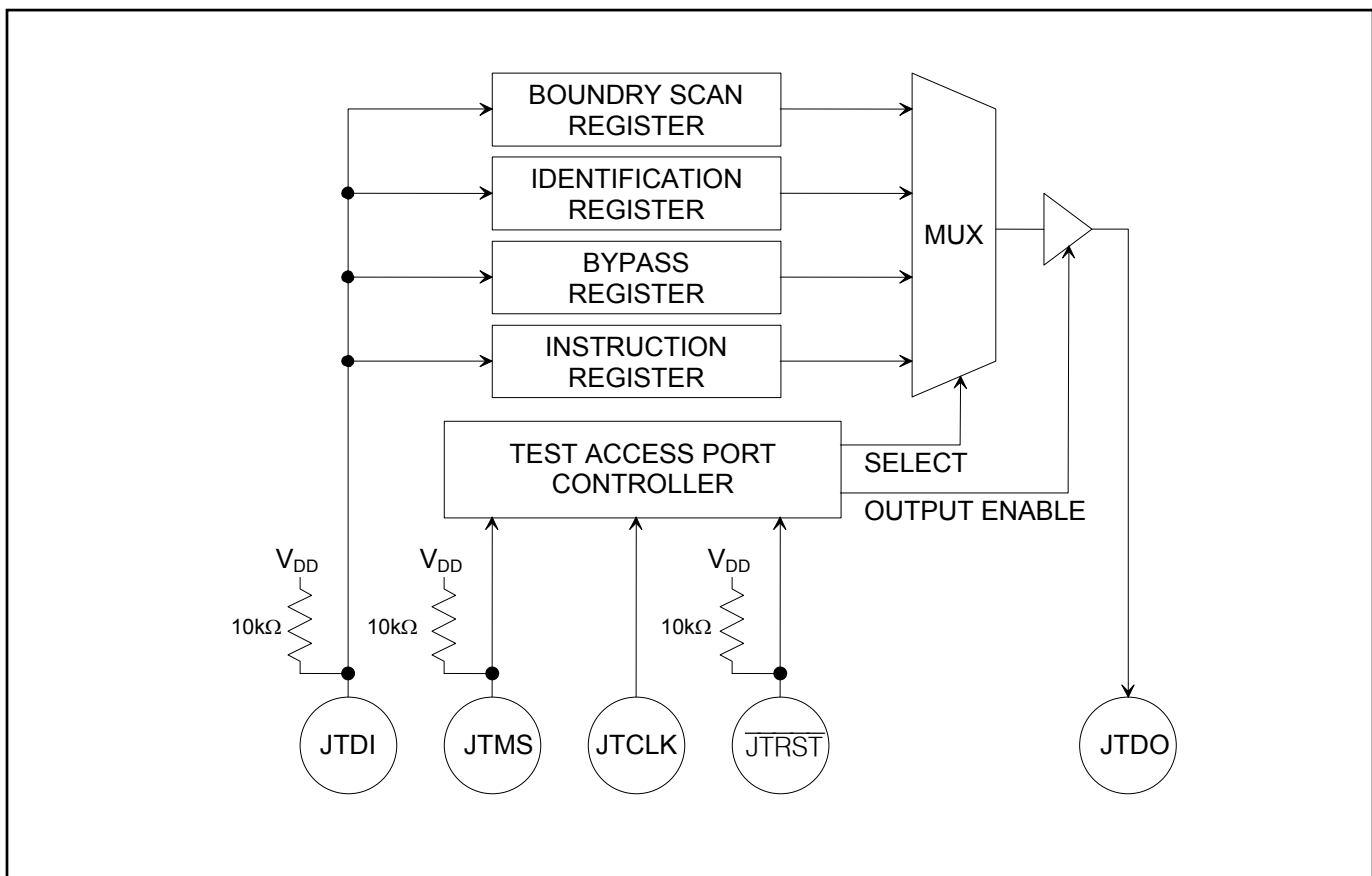 BOUNDRY SCAN
REGISTER
IDENTIFICATION
REGISTER
BYPASS
REGISTER
INSTRUCTION
REGISTER
MUX
TEST ACCESS PORT
CONTROLLER
SELECT
OUTPUT ENABLE
VDD
10kΩ
VDD
10kΩ
VDD
10kΩ
JTDI
JTMS
JTCLK
JTRST
JTDO